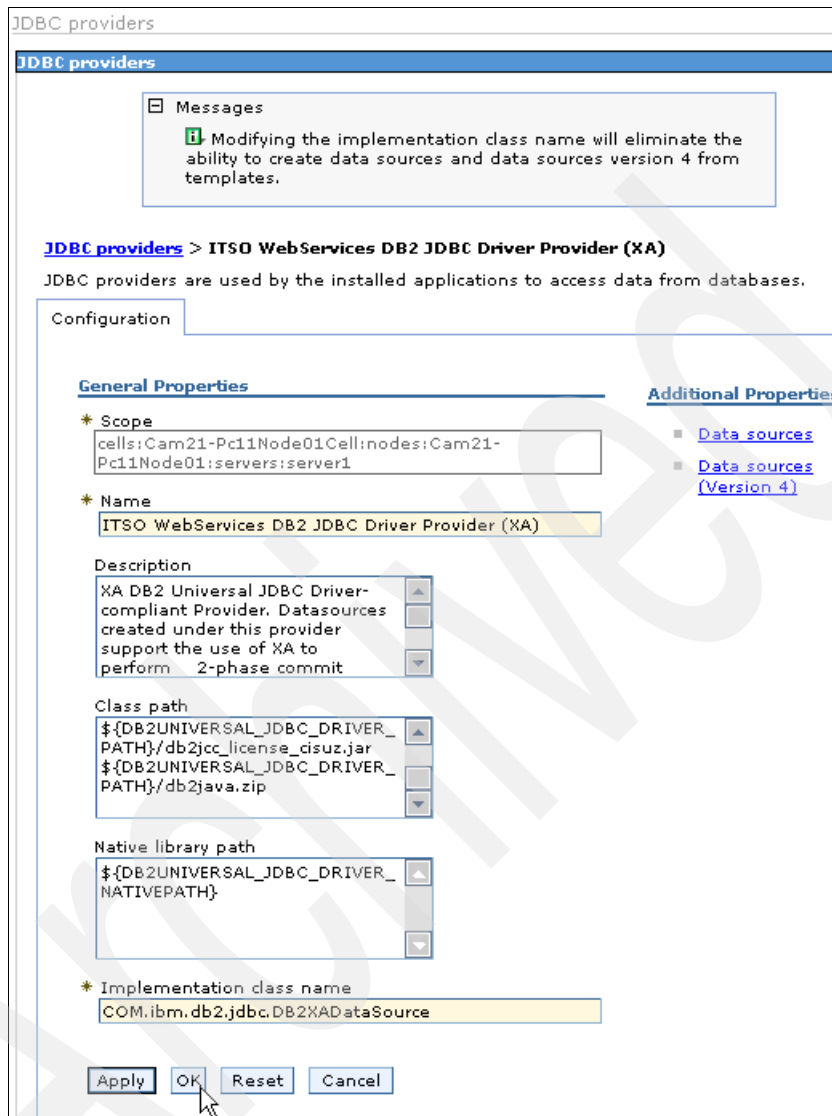 JDBC providers
JDBC providers
Messages
Modifying the implementation class name will eliminate the
ability to create data sources and data sources version 4 from
templates.
JDBC providers > ITSO WebServices DB2 JDBC Driver Provider (XA)
JDBC providers are used by the installed applications to access data from databases.
Configuration
General Properties
Additional Properties
* Scope
cells:Cam21-Pc11Node01Cell:nodes:Cam21-
Pc11Node01:servers:server1
Data sources
Data sources
(Version 4)
* Name
ITSO WebServices DB2 JDBC Driver Provider (XA)
Description
XA DB2 Universal JDBC Driver-
compliant Provider. Datasources
created under this provider
support the use of XA to
perform 2-phase commit
Class path
${DB2UNIVERSAL_JDBC_DRIVER_
PATH}/db2jcc_license_cisuz.jar
${DB2UNIVERSAL_JDBC_DRIVER_
PATH}/db2java.zip
Native library path
${DB2UNIVERSAL_JDBC_DRIVER_
NATIVEPATH}
* Implementation class name
COM.ibm.db2.jdbc.DB2XADataSource
Apply OK Reset Cancel
Archived